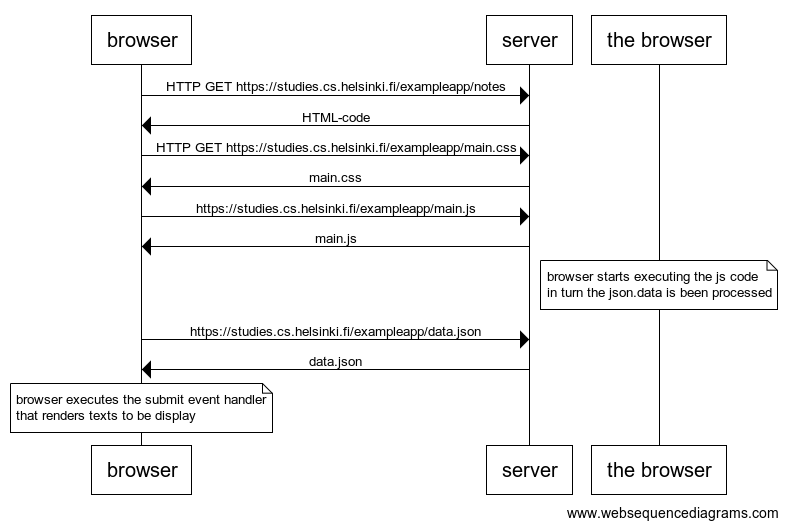 browser
server
the browser
HTTP GET https://studies.cs.helsinki.fi/exampleapp/notes
HTML-code
HTTP GET https://studies.cs.helsinki.fi/exampleapp/main.css
main.css
https://studies.cs.helsinki.fi/exampleapp/main.js
main.js
browser starts executing the js code
in turn the json.data is been processed
https://studies.cs.helsinki.fi/exampleapp/data.json
data.json
browser executes the submit event handler
that renders texts to be display
browser
server
the browser
www.websequencediagrams.com